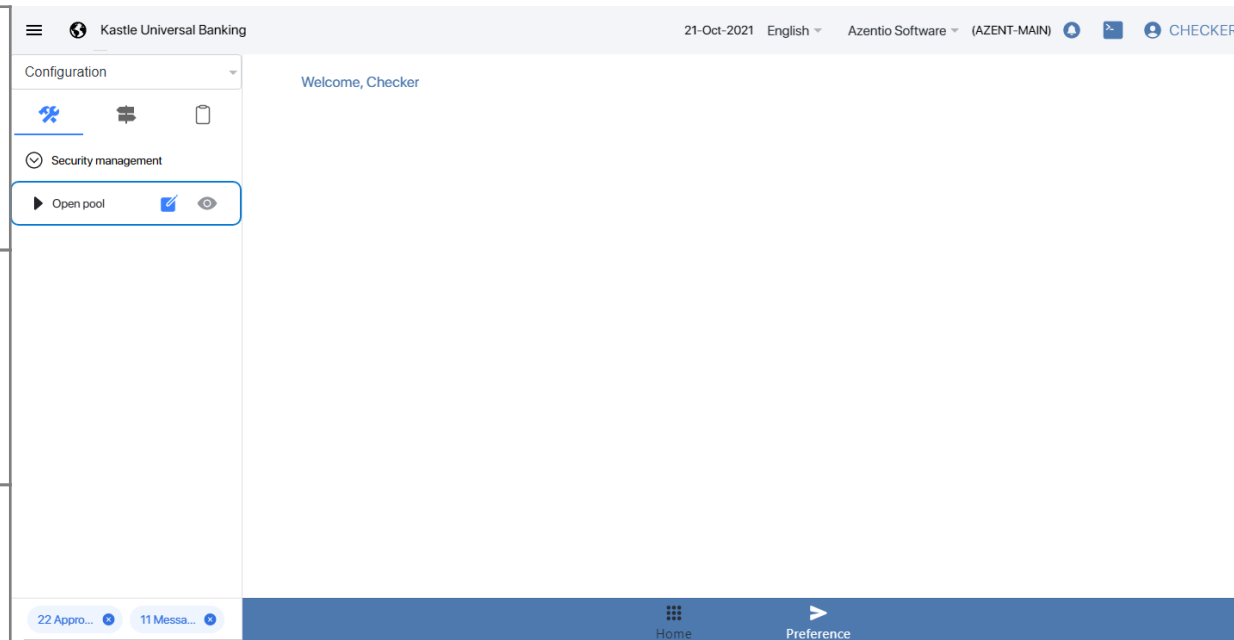 Kastle Universal Banking
21-Oct-2021 English Azentio Software (AZENT-MAIN) CHECKER
Configuration
Welcome, Checker
Security management
Open pool
22 Appro... 11 Messa...
Home Preference